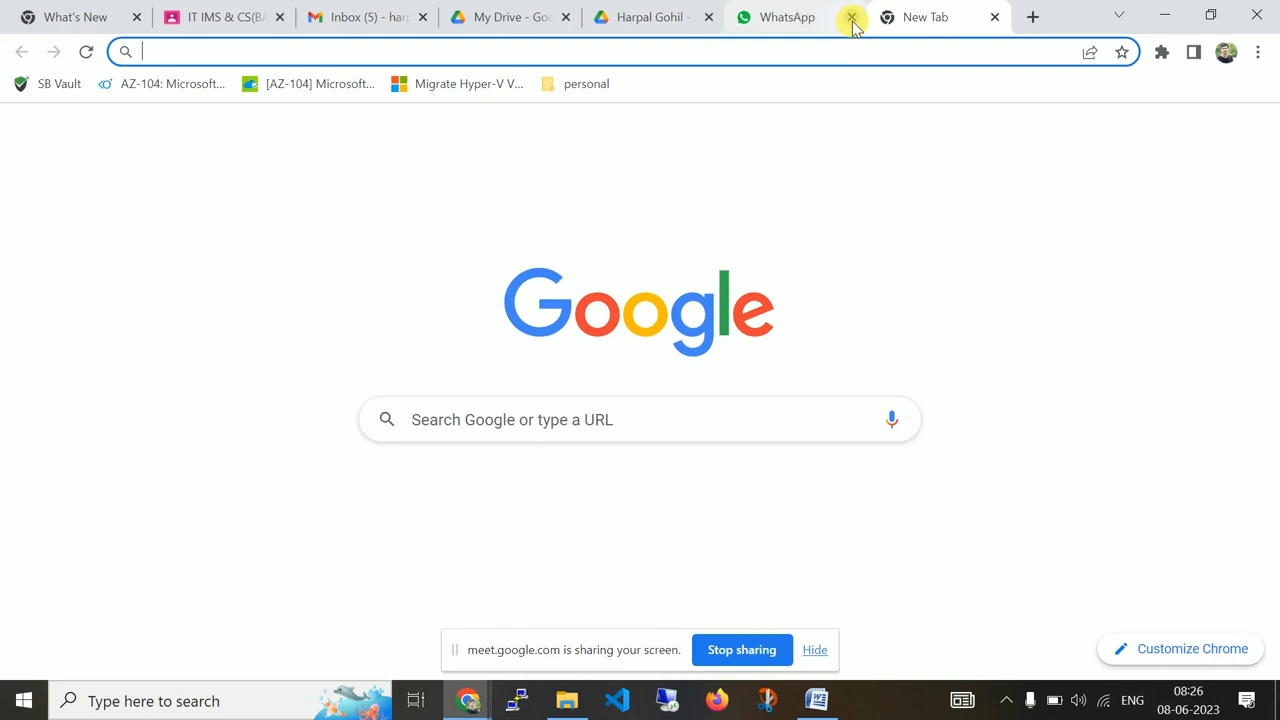 What's New
IT IMS & CS(BA
Inbox (5) - har
My Drive - Goo
Harpal Gohil -
WhatsApp
New Tab
SB Vault
AZ-104: Microsoft...
[AZ-104] Microsoft...
Migrate Hyper-V V...
personal
Google
Search Google or type a URL
meet.google.com is sharing your screen.
Stop sharing
Hide
Customize Chrome
Type here to search
ENG
08:26
08-06-2023